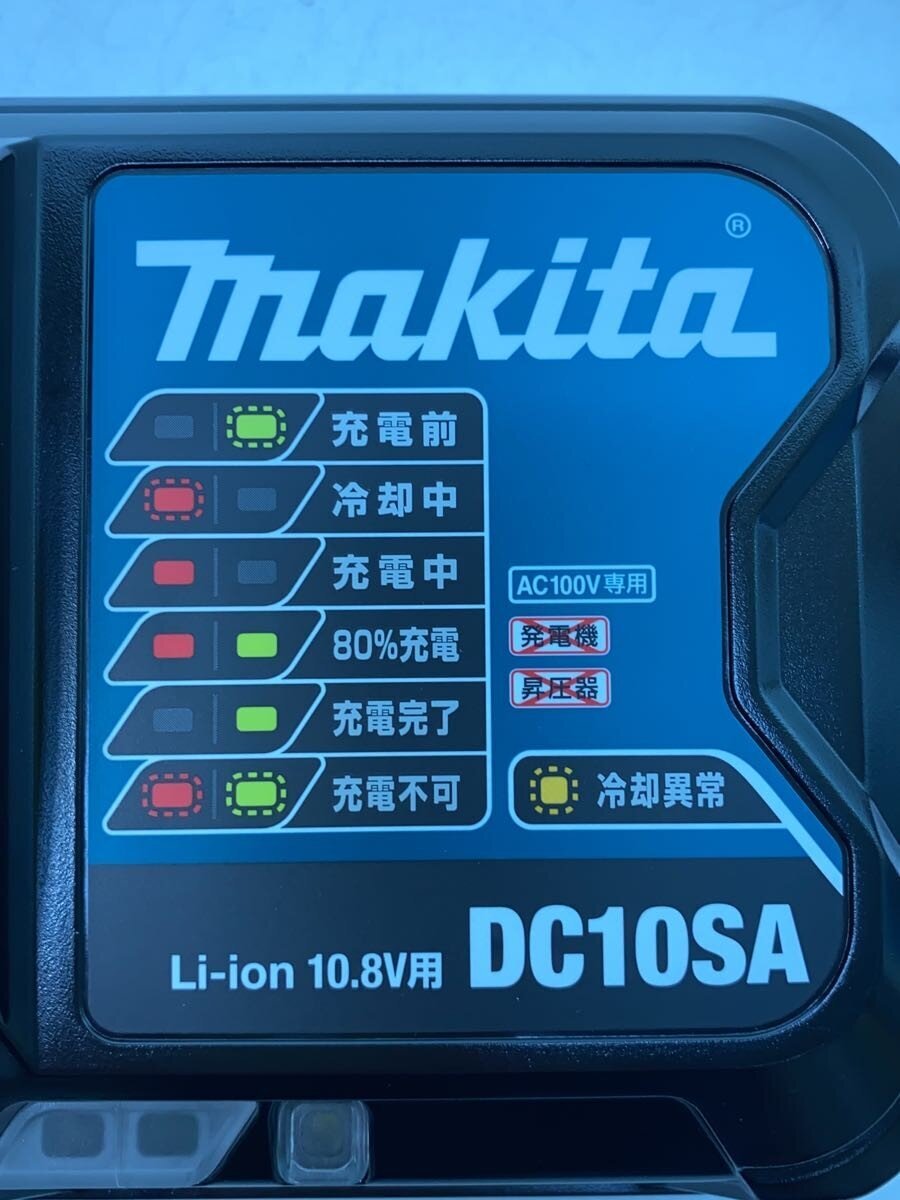 makita®
充電前
冷却中
充電中
80%充電
充電完了
充電不可
AC100V専用
発電機
昇圧器
冷却異常
Li-ion 10.8V用 DC10SA